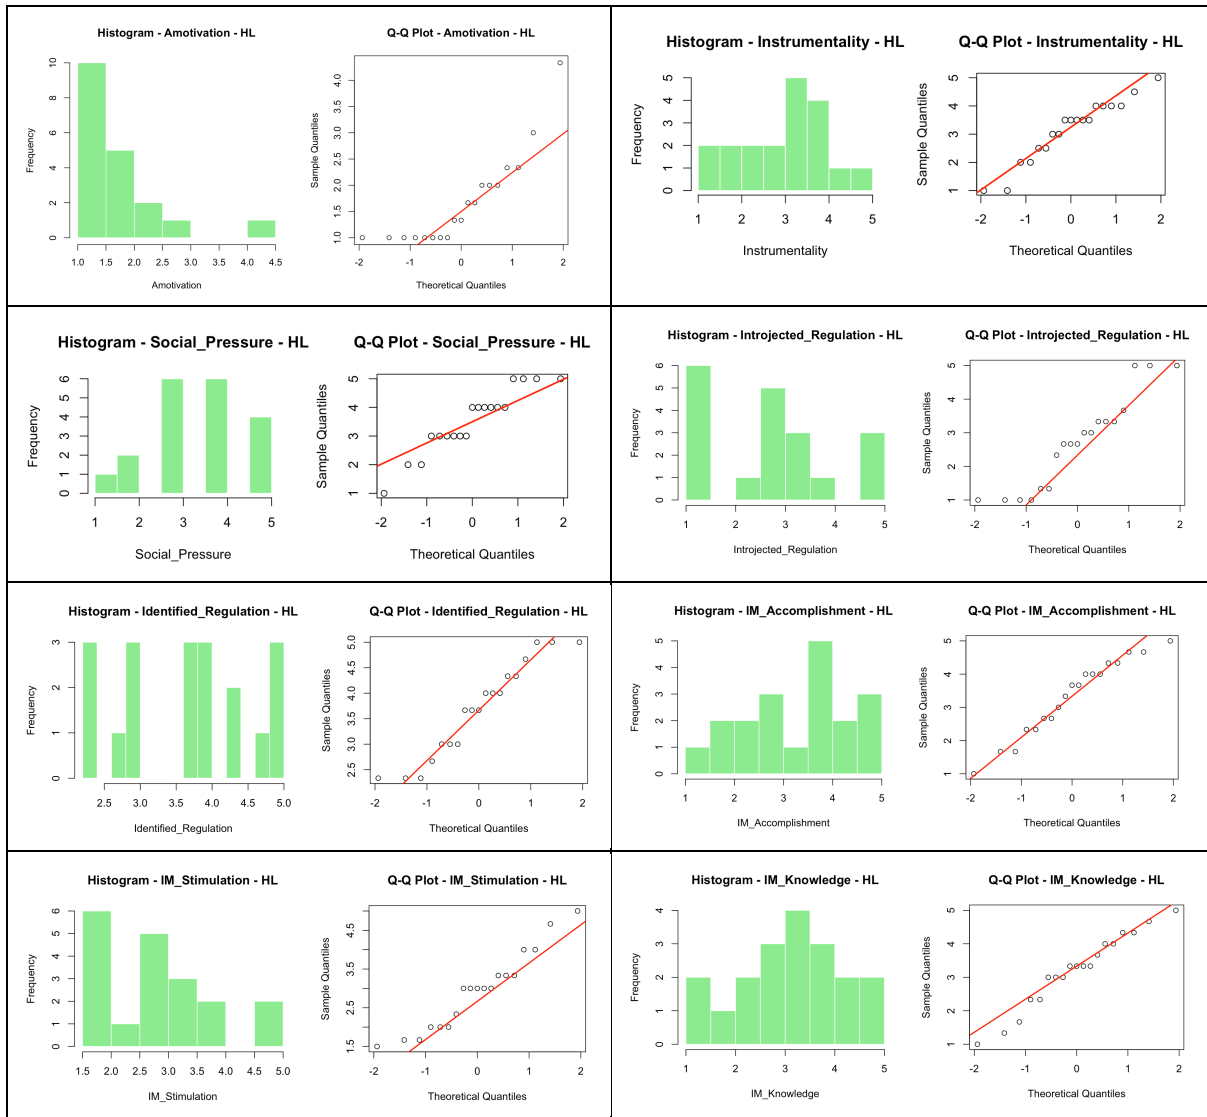 Histogram - Amotivation - HL
Frequency
0 2 4 6 8 10
1.0 1.5 2.0 2.5 3.0 3.5 4.0 4.5
Amotivation
Q-Q Plot - Amotivation - HL
Sample Quantiles
1.0 1.5 2.0 2.5 3.0 4.0
-2 -1 0 1 2
Theoretical Quantiles
Histogram - Instrumentality - HL
Frequency
0 1 2 3 4 5
1 2 3 4 5
Instrumentality
Q-Q Plot - Instrumentality - HL
Sample Quantiles
1 2 3 4 5
-2 -1 0 1 2
Theoretical Quantiles
Histogram - Social_Pressure - HL
Frequency
0 1 2 3 4 5 6
1 2 3 4 5
Social_Pressure
Q-Q Plot - Social_Pressure - HL
Sample Quantiles
1 2 3 4 5
-2 -1 0 1 2
Theoretical Quantiles
Histogram - Introjected_Regulation - HL
Frequency
0 1 2 3 4 5 6
1 2 3 4 5
Introjected_Regulation
Q-Q Plot - Introjected_Regulation - HL
Sample Quantiles
1 2 3 4 5
-2 -1 0 1 2
Theoretical Quantiles
Histogram - Identified_Regulation - HL
Frequency
0 1 2 3
2.5 3.0 3.5 4.0 4.5 5.0
Identified_Regulation
Q-Q Plot - Identified_Regulation - HL
Sample Quantiles
2.5 3.0 3.5 4.0 4.5 5.0
-2 -1 0 1 2
Theoretical Quantiles
Histogram - IM_Accomplishment - HL
Frequency
0 1 2 3 4 5
1 2 3 4 5
IM_Accomplishment
Q-Q Plot - IM_Accomplishment - HL
Sample Quantiles
1 2 3 4 5
-2 -1 0 1 2
Theoretical Quantiles
Histogram - IM_Stimulation - HL
Frequency
0 1 2 3 4 5 6
1.5 2.0 2.5 3.0 3.5 4.0 4.5 5.0
IM_Stimulation
Q-Q Plot - IM_Stimulation - HL
Sample Quantiles
1.5 2.5 3.5 4.5
-2 -1 0 1 2
Theoretical Quantiles
Histogram - IM_Knowledge - HL
Frequency
0 1 2 3 4
1 2 3 4 5
IM_Knowledge
Q-Q Plot - IM_Knowledge - HL
Sample Quantiles
1 2 3 4 5
-2 -1 0 1 2
Theoretical Quantiles